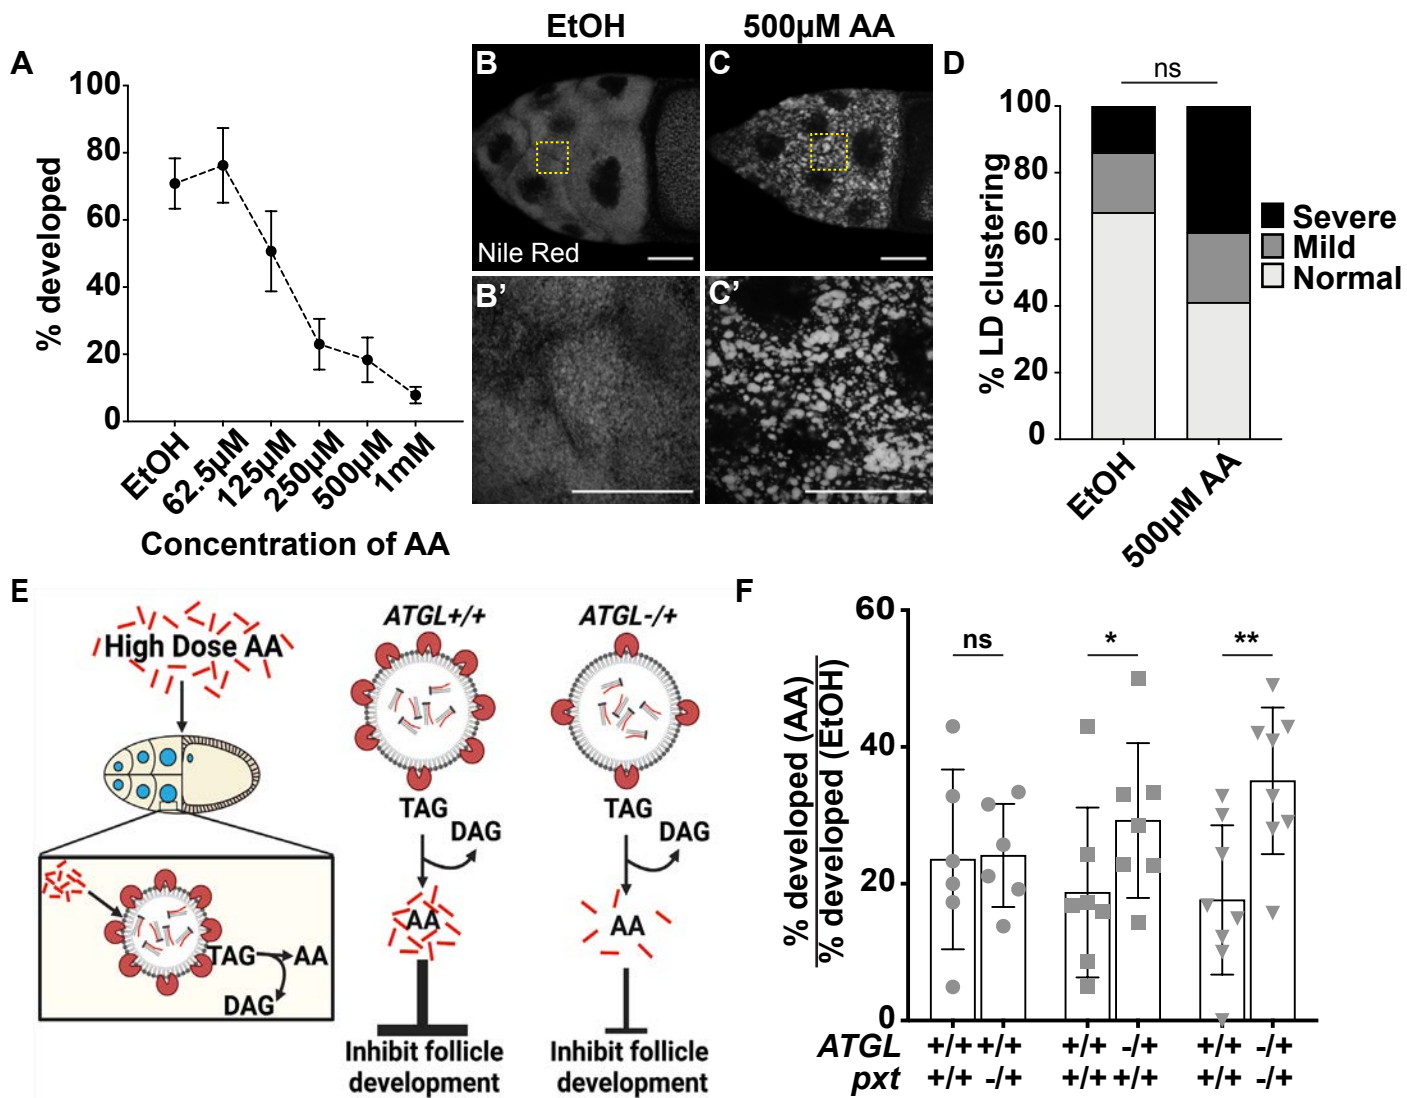 EtOH
500μM AA
A
100
80
60
40
20
0
% developed
EtOH
62.5μM
125μM
250μM
500μM
1mM
Concentration of AA
B
Nile Red
C
B’
C’
D
ns
100
80
60
40
20
0
% LD clustering
EtOH
500μM AA
Severe
Mild
Normal
E
High Dose AA
TAG AA
DAG
ATGL+/+
TAG
DAG
AA
Inhibit follicle
development
ATGL-/+
TAG
DAG
AA
Inhibit follicle
development
F
60
40
20
0
% developed (AA)
% developed (EtOH)
ns
*
**
ATGL +/+ +/+ +/+ -/+ +/+ -/+
pxt +/+ -/+ +/+ +/+ +/+ -/+